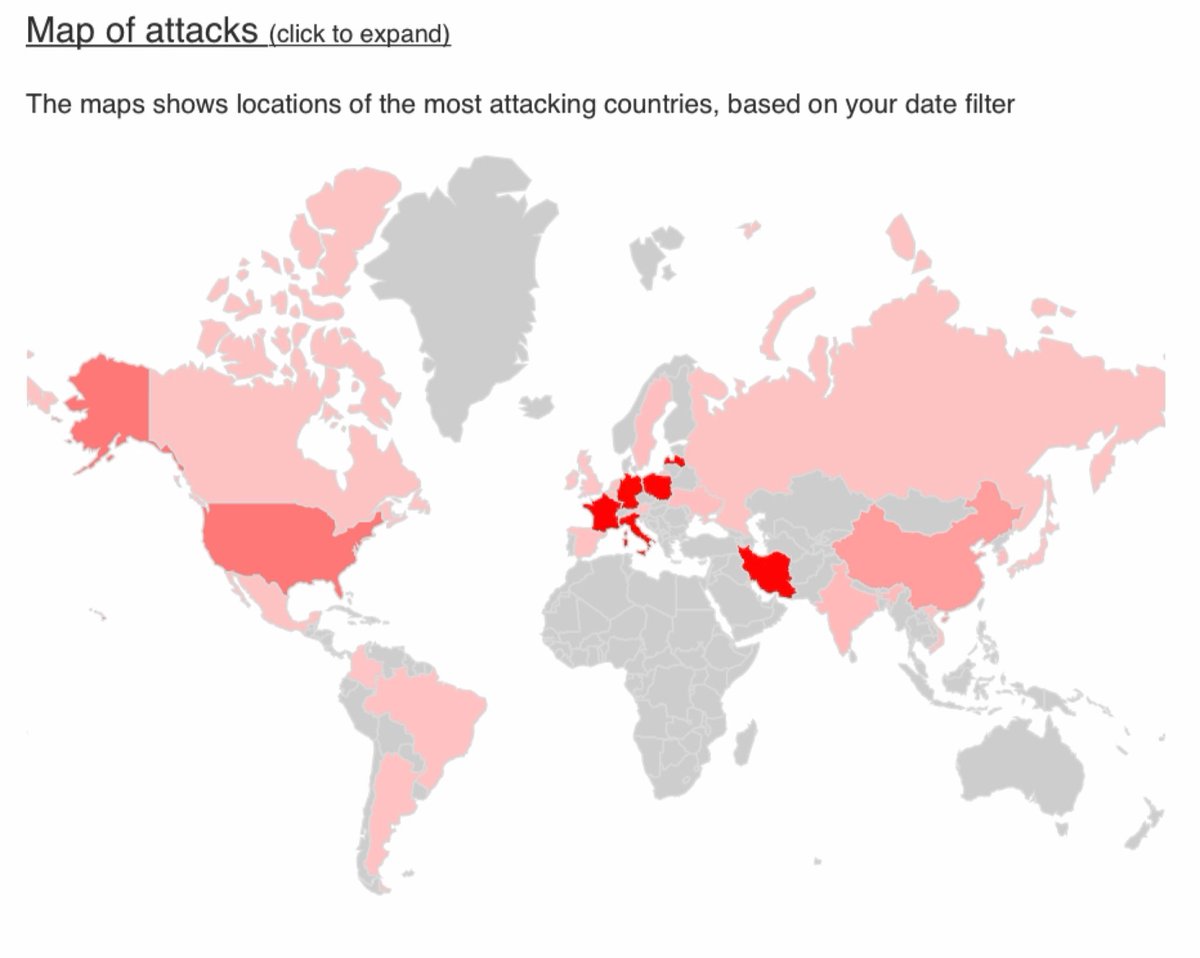 Map of attacks (click to expand)
The maps shows locations of the most attacking countries, based on your date filter